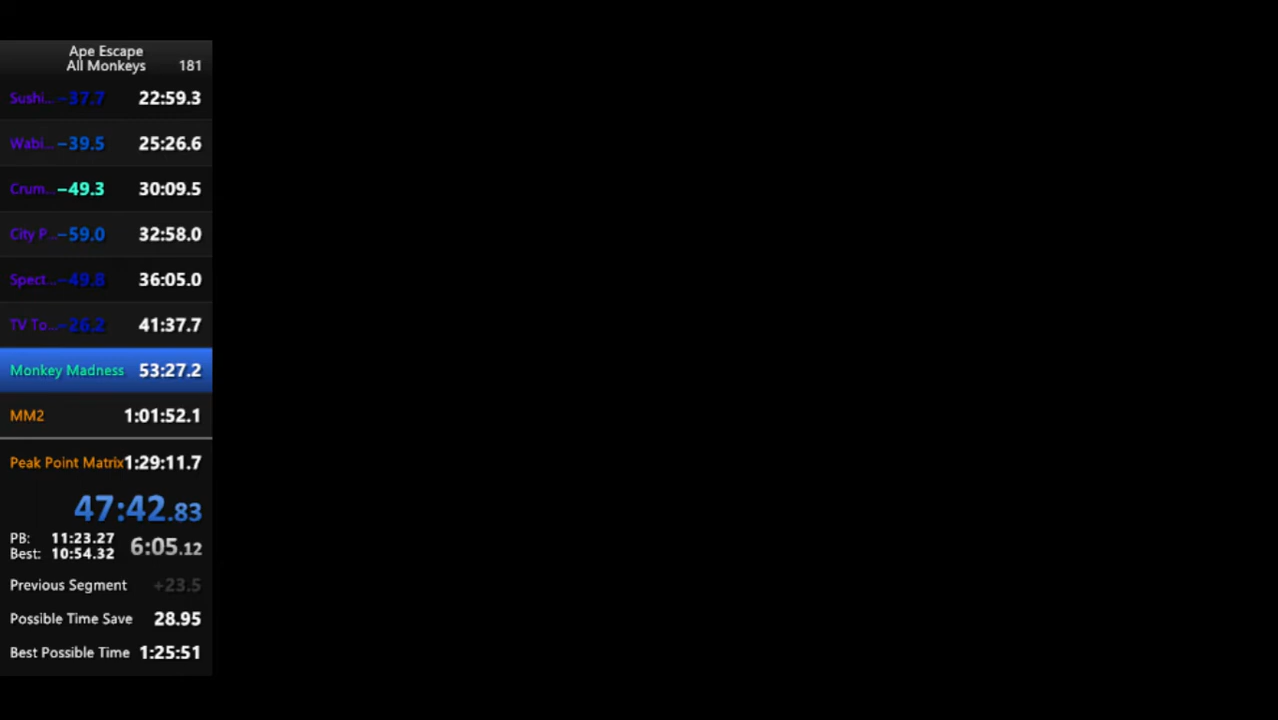 Ape Escape
All Monkeys 181
Sushi... −37.7 22:59.3
Wabi... −39.5 25:26.6
Crum... −49.3 30:09.5
City P... −59.0 32:58.0
Spect... −49.8 36:05.0
TV To... −26.2 41:37.7
Monkey Madness 53:27.2
MM2 1:01:52.1
Peak Point Matrix 1:29:11.7
47:42.83
PB: 11:23.27
Best: 10:54.32 6:05.12
Previous Segment +23.5
Possible Time Save 28.95
Best Possible Time 1:25:51